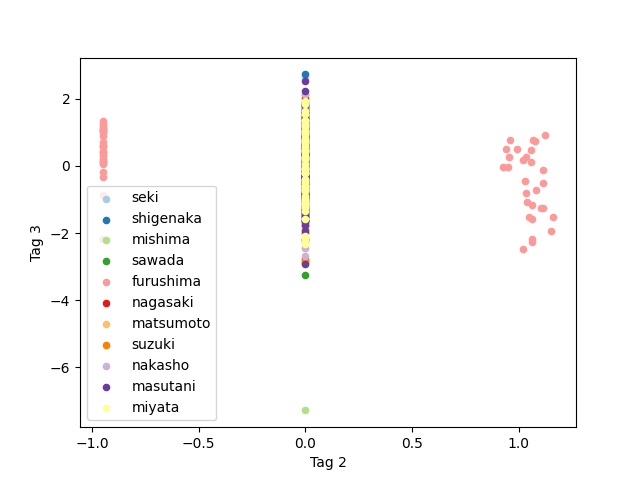 2
0
−2
−4
−6
Tag 3
seki
shigenaka
mishima
sawada
furushima
nagasaki
matsumoto
suzuki
nakasho
masutani
miyata
−1.0 −0.5 0.0 0.5 1.0
Tag 2